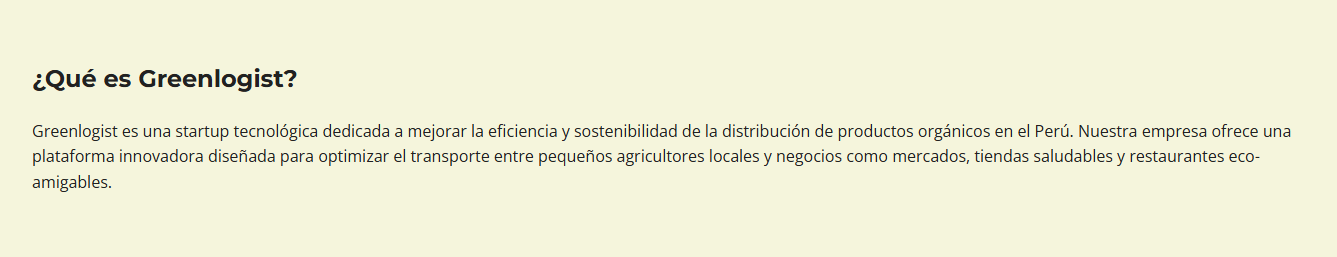 ¿Qué es Greenlogist?
Greenlogist es una startup tecnológica dedicada a mejorar la eficiencia y sostenibilidad de la distribución de productos orgánicos en el Perú. Nuestra empresa ofrece una
plataforma innovadora diseñada para optimizar el transporte entre pequeños agricultores locales y negocios como mercados, tiendas saludables y restaurantes eco-
amigables.